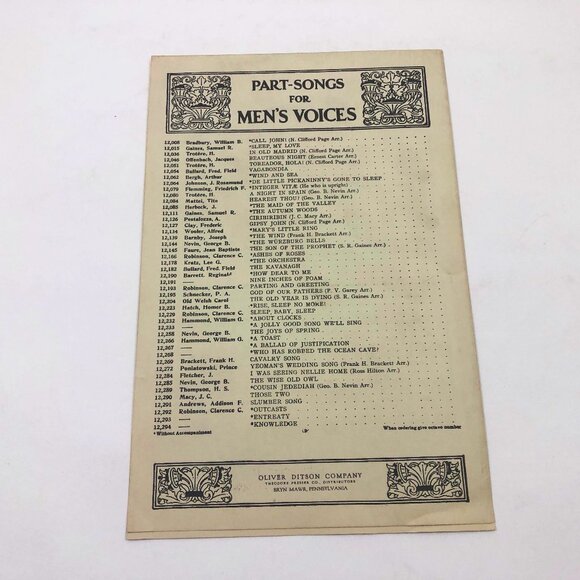 PART-SONGS
FOR
MEN'S VOICES
12,008 Bradbury, William B. *CALL JOHN! (N. Clifford Page Arr.)
12,015 Gaines, Samuel R. *SLEEP, MY LOVE
12,036 Trotère, H. IN OLD MADRID (N. Clifford Page Arr.)
12,046 Offenbach, Jacques BEAUTEOUS NIGHT (Ernest Carter Arr.)
12,051 Trotère, H. TOREADOR, HOLA! (N. Clifford Page Arr.)
12,054 Bullard, Fred. Field VAGABONDIA
12,062 Bergh, Arthur *WIND AND SEA
12,064 Johnson, J. Rosamund *DE LITTLE PICKANINNY'S GONE TO SLEEP
12,079 Flemming, Friedrich F. *INTEGER VITÆ (He who is upright)
12,080 Trotère, H. A NIGHT IN SPAIN (Geo. B. Nevin Arr.)
12,084 Mattei, Tito HEAREST THOU? (Geo. B. Nevin Arr.)
12,085 Herbeck, J. *THE MAID OF THE VALLEY
12,111 Gaines, Samuel R. *THE AUTUMN WOODS
12,126 Pestalozza, A. CIRIBIRIBIN (J. C. Macy Arr.)
12,127 Clay, Frederic GIPSY JOHN (N. Clifford Page Arr.)
12,134 Wooler, Alfred *MARY'S LITTLE RING
12,139 Barnby, Joseph *THE WIND (Frank H. Brackett Arr.)
12,144 Nevin, George B. *THE WÜRZBURG BELLS
12,145 Faure, Jean Baptiste THE SON OF THE PROPHET (S. R. Gaines Arr.)
12,166 Robinson, Clarence C. *ASHES OF ROSES
12,178 Kratz, Leo G. *THE ORCHESTRA
12,182 Bullard, Fred. Field THE KAVANAGH
12,190 Barrett, Reginald *HOW DEAR TO ME
12,191 —— NINE INCHES OF FOAM
12,193 Robinson, Clarence C. PARTING AND GREETING
12,195 Schnecker, P. A. GOD OF OUR FATHERS (P. V. Garey Arr.)
12,204 Old Welsh Carol THE OLD YEAR IS DYING (S. R. Gaines Arr.)
12,223 Hatch, Homer B. *RISE, SLEEP NO MORE!
12,229 Robinson, Clarence C. SLEEP, BABY, SLEEP
12,232 Hammond, William G. *ABOUT CLOCKS
12,233 —— *A JOLLY GOOD SONG WE'LL SING
12,258 Nevin, George B. THE JOYS OF SPRING
12,266 Hammond, William G. *A TOAST
12,267 —— *A BALLAD OF JUSTIFICATION
12,268 —— *WHO HAS ROBBED THE OCEAN CAVE?
12,269 Brackett, Frank H. CAVALRY SONG
12,272 Poniatowski, Prince YEOMAN'S WEDDING SONG (Frank H. Brackett Arr.)
12,284 Fletcher, J. I WAS SEEING NELLIE HOME (Ross Hilton Arr.)
12,285 Nevin, George B. THE WISE OLD OWL
12,289 Thompson, H. S. *COUSIN JEDEDIAH (Geo. B. Nevin Arr.)
12,290 Macy, J. C. THOSE TWO
12,291 Andrews, Addison F. SLUMBER SONG
12,292 Robinson, Clarence C. *OUTCASTS
12,293 —— *ENTREATY
12,294 —— *KNOWLEDGE
*Without Accompaniment When ordering give octavo number
OLIVER DITSON COMPANY
THEODORE PRESSER CO., DISTRIBUTORS
BRYN MAWR, PENNSYLVANIA